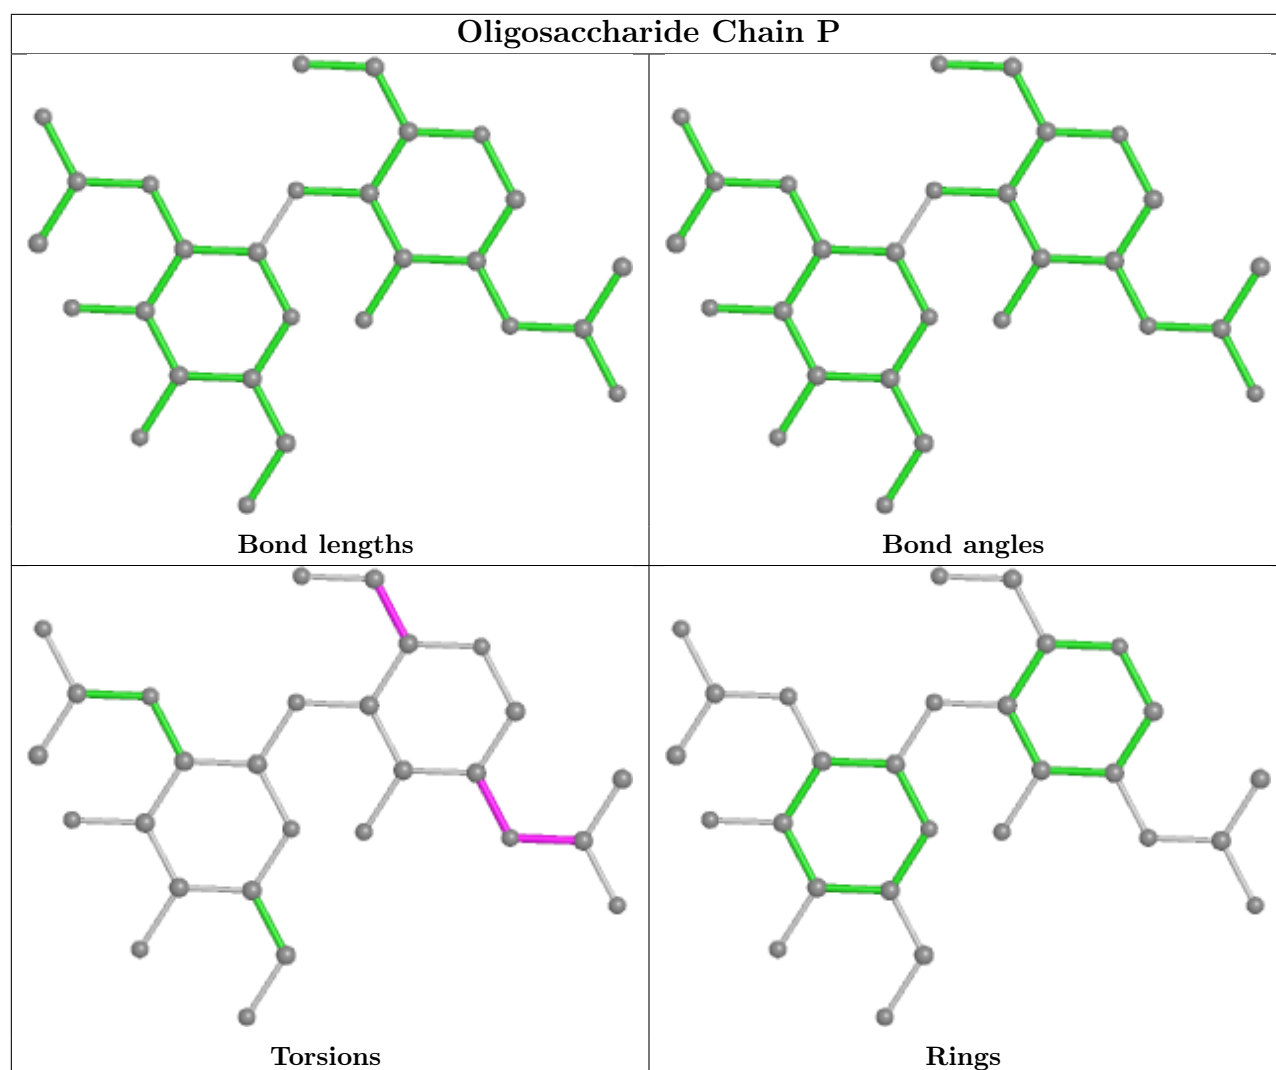 Oligosaccharide Chain P
Bond lengths
Bond angles
Torsions
Rings